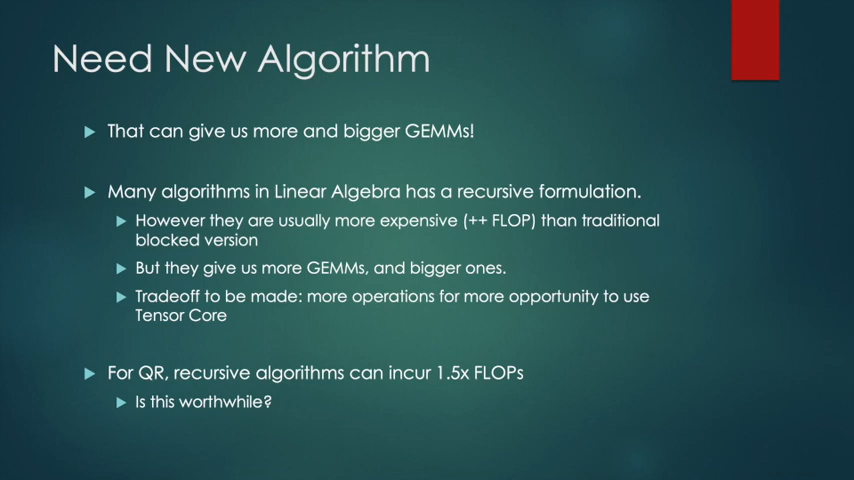 Need New Algorithm
That can give us more and bigger GEMMs!
Many algorithms in Linear Algebra has a recursive formulation.
However they are usually more expensive (++ FLOP) than traditional
blocked version
But they give us more GEMMs, and bigger ones.
Tradeoff to be made: more operations for more opportunity to use
Tensor Core
For QR, recursive algorithms can incur 1.5x FLOPs
Is this worthwhile?